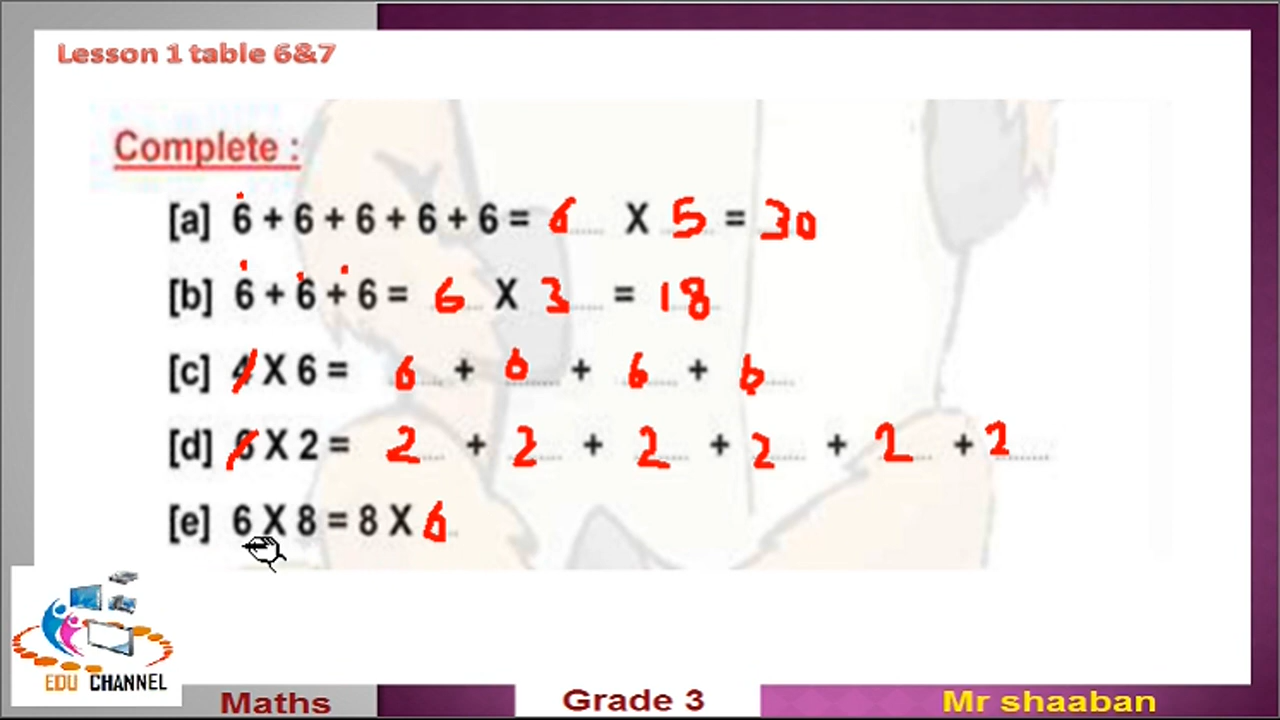 Lesson 1 table 6&7
Complete :
[a] 6 + 6 + 6 + 6 + 6 = 6 X 5 = 30
[b] 6 + 6 + 6 = 6 X 3 = 18
[c] 4 X 6 = 6 + 6 + 6 + 6
[d] 6 X 2 = 2 + 2 + 2 + 2 + 2 + 2
[e] 6 X 8 = 8 X 6
EDU CHANNEL
Maths
Grade 3
Mr shaaban